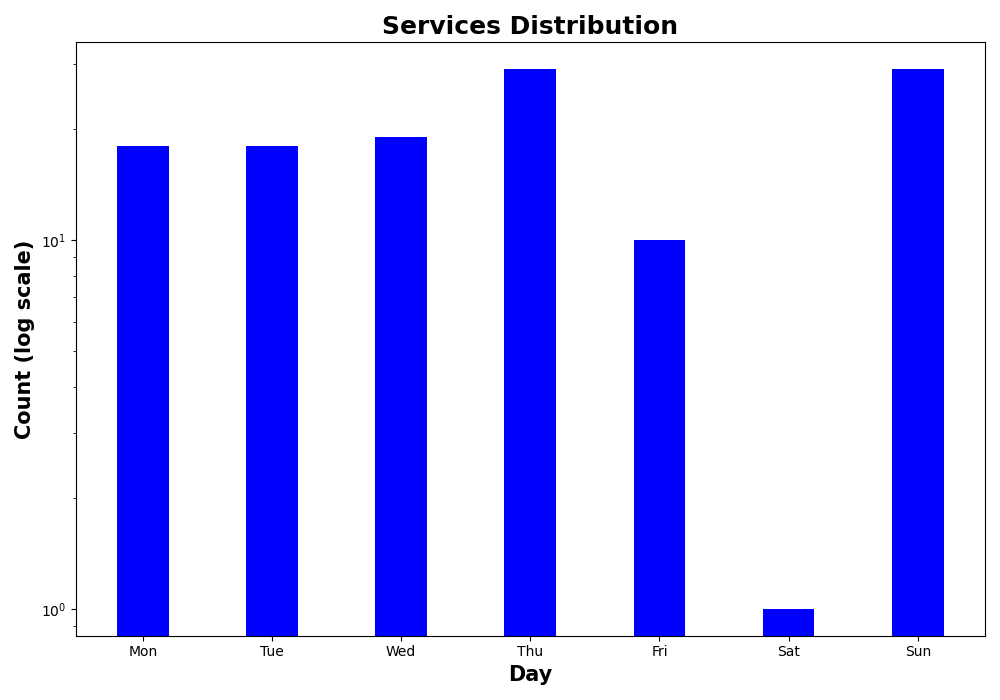 Services Distribution
Count (log scale)
10¹
10⁰
Mon Tue Wed Thu Fri Sat Sun
Day